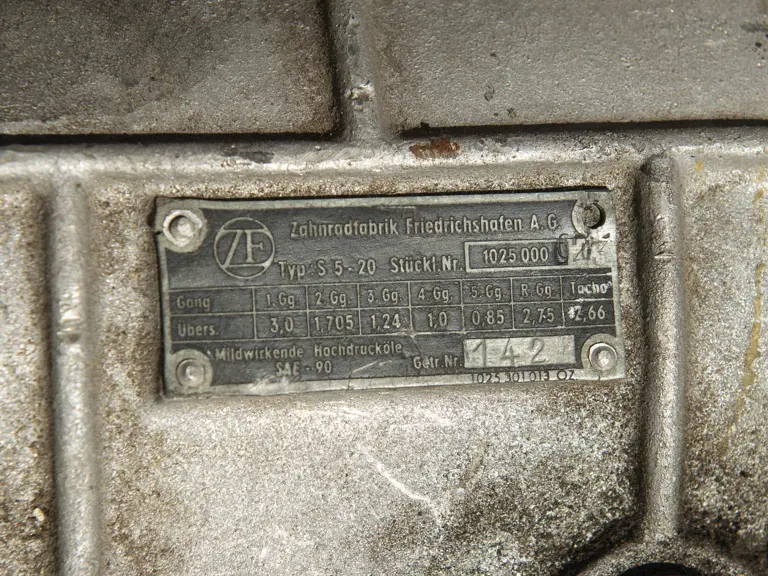 ZF
Zahnradfabrik Friedrichshafen A.G.
Typ: S 5-20 Stückl.Nr. 1025 000
Gang 1.Gg. 2.Gg. 3.Gg. 4.Gg. 5.Gg. R.Gg. Tacho
Übers. 3,0 1,705 1,24 1,0 0,85 2,75 2,66
Mildwirkende Hochdrucköle
SAE - 90 Getr.Nr. 142
1025 301 013 OZ